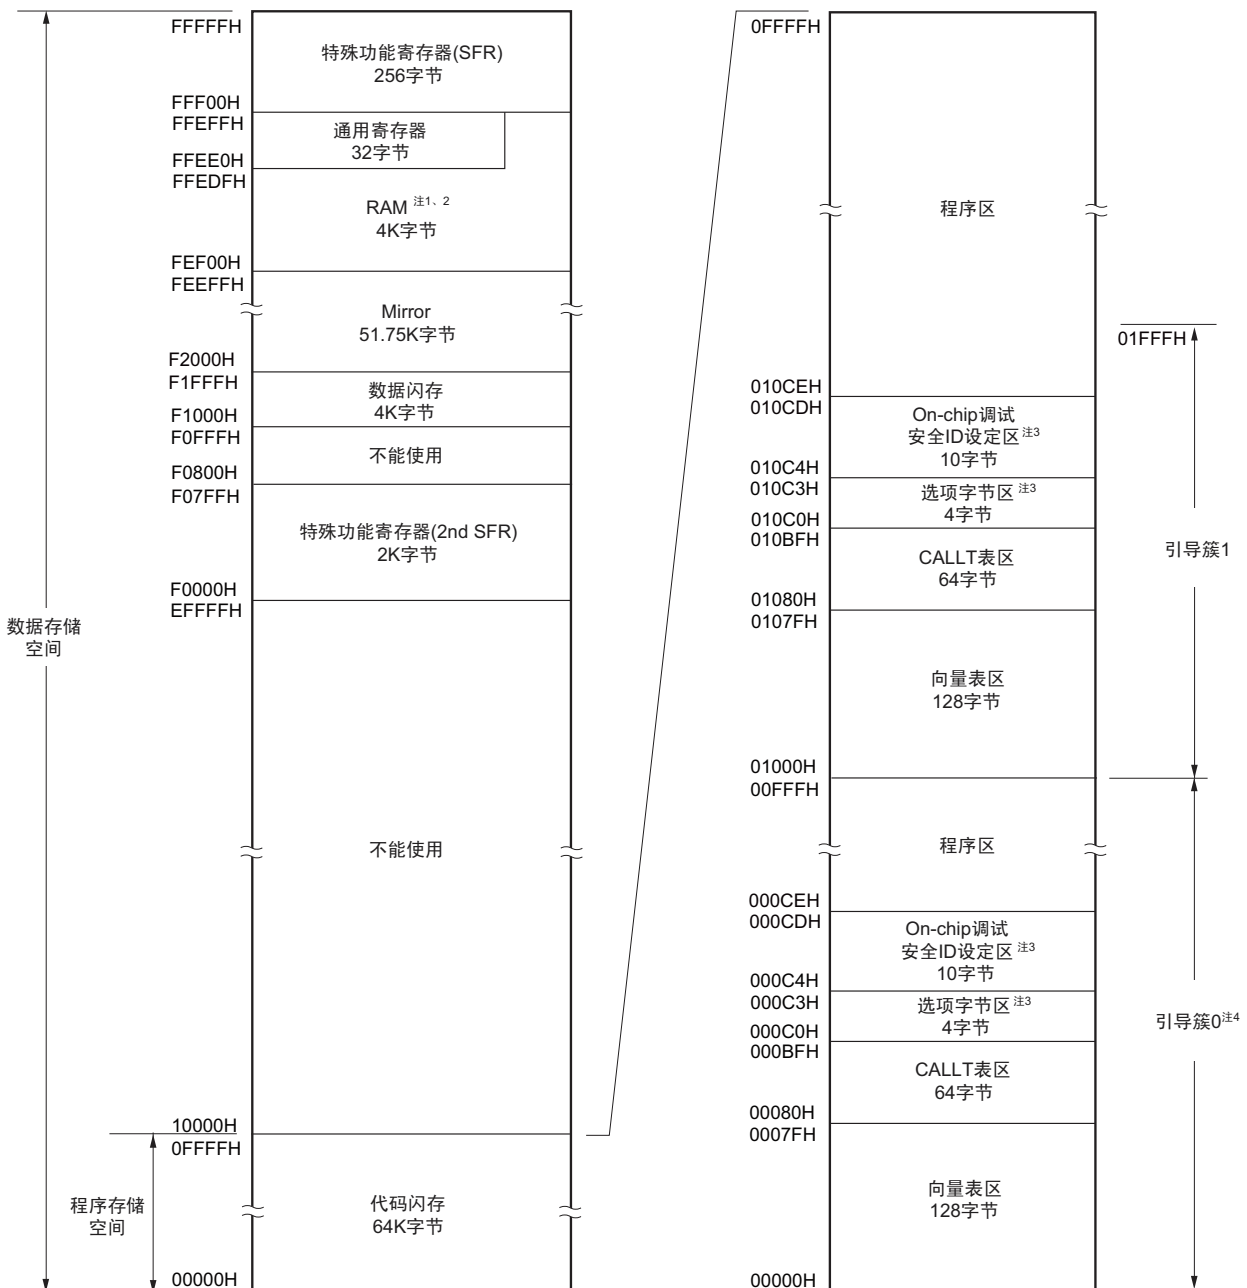 FFFFFH
特殊功能寄存器(SFR)
256字节
FFF00H
FFEFFH
通用寄存器
32字节
FFEE0H
FFEDFH
RAM 注1、2
4K字节
FEF00H
FEEFFH
Mirror
51.75K字节
F2000H
F1FFFH
数据闪存
4K字节
F1000H
F0FFFH
不能使用
F0800H
F07FFH
特殊功能寄存器(2nd SFR)
2K字节
F0000H
EFFFFH
数据存储
空间
不能使用
10000H
0FFFFH
程序存储
空间
代码闪存
64K字节
00000H
0FFFFH
程序区
01FFFH
010CEH
010CDH
On-chip调试
安全ID设定区注3
10字节
010C4H
010C3H
选项字节区 注3
4字节
010C0H
010BFH
引导簇1
CALLT表区
64字节
01080H
0107FH
向量表区
128字节
01000H
00FFFH
程序区
000CEH
000CDH
On-chip调试
安全ID设定区 注3
10字节
000C4H
000C3H
选项字节区 注3
4字节
引导簇0注4
000C0H
000BFH
CALLT表区
64字节
00080H
0007FH
向量表区
128字节
00000H